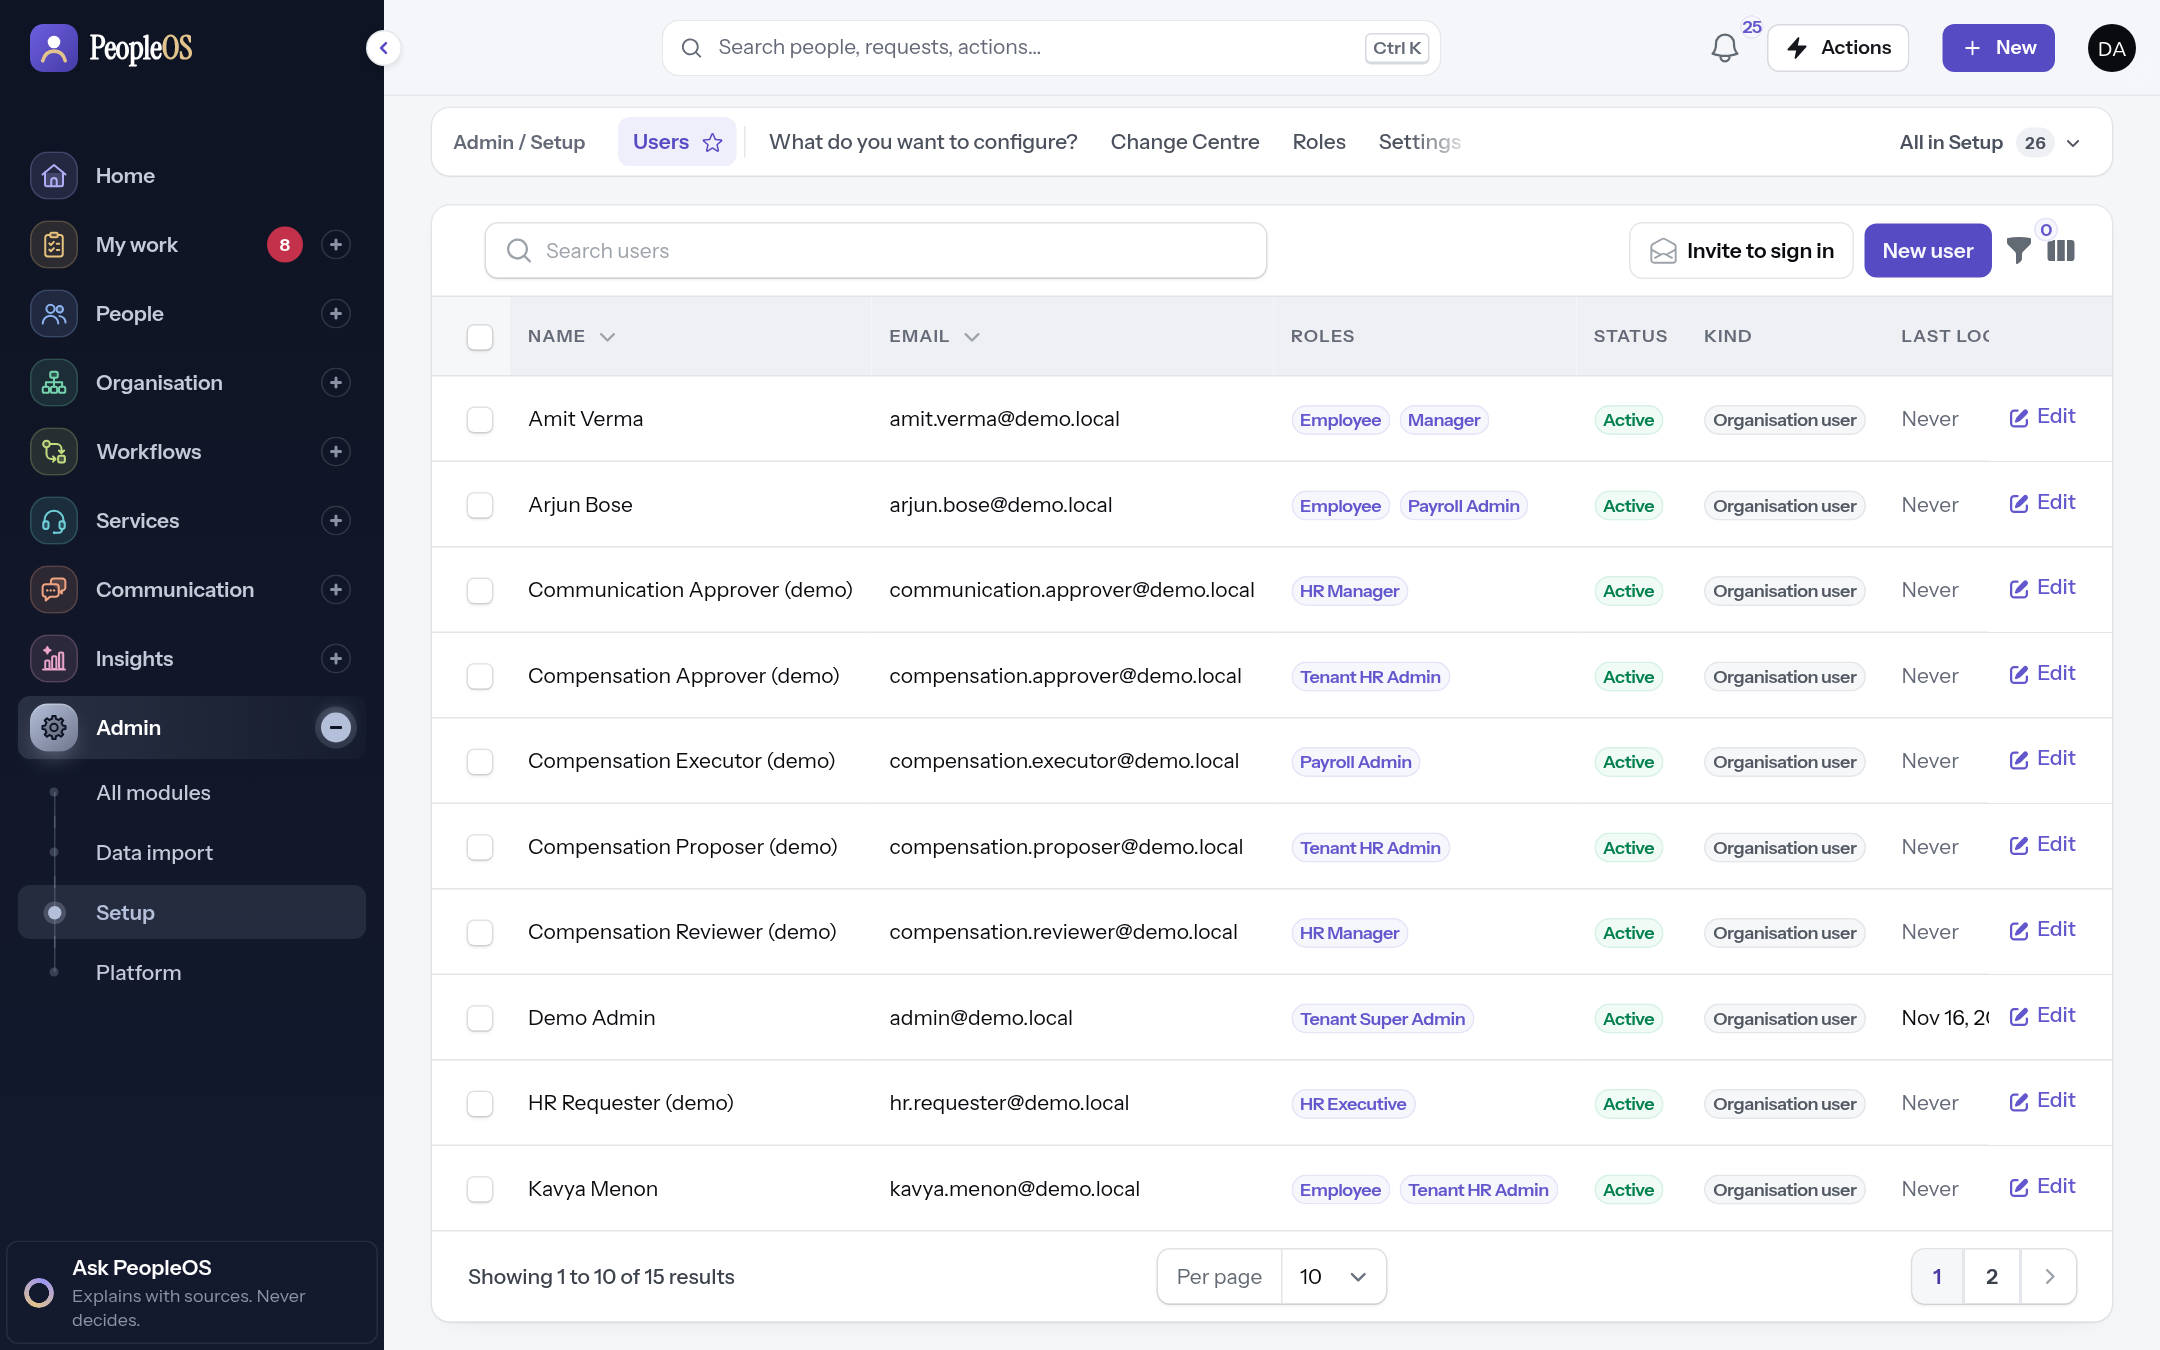 PeopleOS
Search people, requests, actions...
Ctrl K
25
Actions
New
DA
Home
My work
8
People
Organisation
Workflows
Services
Communication
Insights
Admin
All modules
Data import
Setup
Platform
Ask PeopleOS
Explains with sources. Never
decides.
Admin / Setup
Users
What do you want to configure?
Change Centre
Roles
Settings
All in Setup
26
Search users
Invite to sign in
New user
0
NAME EMAIL ROLES STATUS KIND LAST LOG
Amit Verma amit.verma@demo.local Employee Manager Active Organisation user Never Edit
Arjun Bose arjun.bose@demo.local Employee Payroll Admin Active Organisation user Never Edit
Communication Approver (demo) communication.approver@demo.local HR Manager Active Organisation user Never Edit
Compensation Approver (demo) compensation.approver@demo.local Tenant HR Admin Active Organisation user Never Edit
Compensation Executor (demo) compensation.executor@demo.local Payroll Admin Active Organisation user Never Edit
Compensation Proposer (demo) compensation.proposer@demo.local Tenant HR Admin Active Organisation user Never Edit
Compensation Reviewer (demo) compensation.reviewer@demo.local HR Manager Active Organisation user Never Edit
Demo Admin admin@demo.local Tenant Super Admin Active Organisation user Nov 16, 20 Edit
HR Requester (demo) hr.requester@demo.local HR Executive Active Organisation user Never Edit
Kavya Menon kavya.menon@demo.local Employee Tenant HR Admin Active Organisation user Never Edit
Showing 1 to 10 of 15 results
Per page 10
1 2